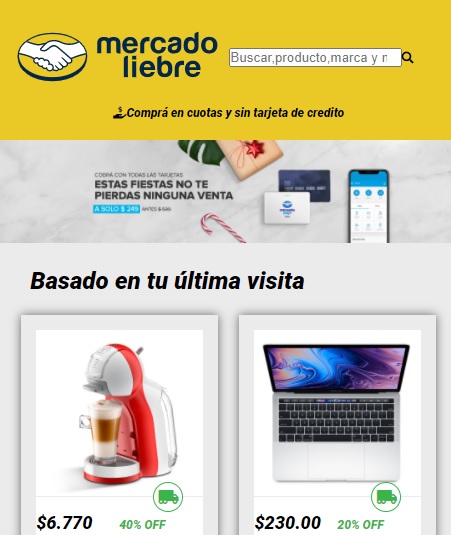 mercado
liebre
Buscar,producto,marca y m
Comprá en cuotas y sin tarjeta de credito
COBRÁ CON TODAS LAS TARJETAS
ESTAS FIESTAS NO TE
PIERDAS NINGUNA VENTA
A SOLO $ 249 ANTES $ 599
Basado en tu última visita
$6.770 40% OFF
$230.00 20% OFF